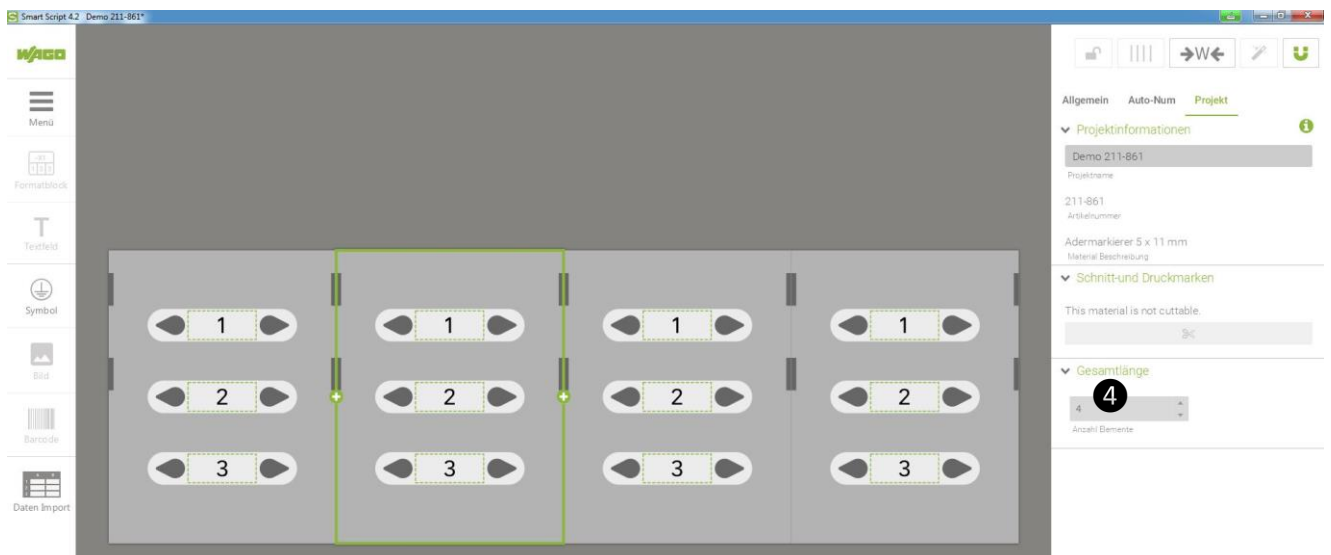 Smart Script 4.2 Demo 211-861*
WAGO
Menü
Formatblock
Textfeld
Symbol
Bild
Barcode
Daten Import
1 1 1 1
2 2 2 2
3 3 3 3
W
Allgemein Auto-Num Projekt
Projektinformationen
Demo 211-861
Projektname
211-861
Artikelnummer
Adermarkierer 5 x 11 mm
Material Beschreibung
Schnitt-und Druckmarken
This material is not cuttable.
Gesamtlänge
4
4
Anzahl Elemente